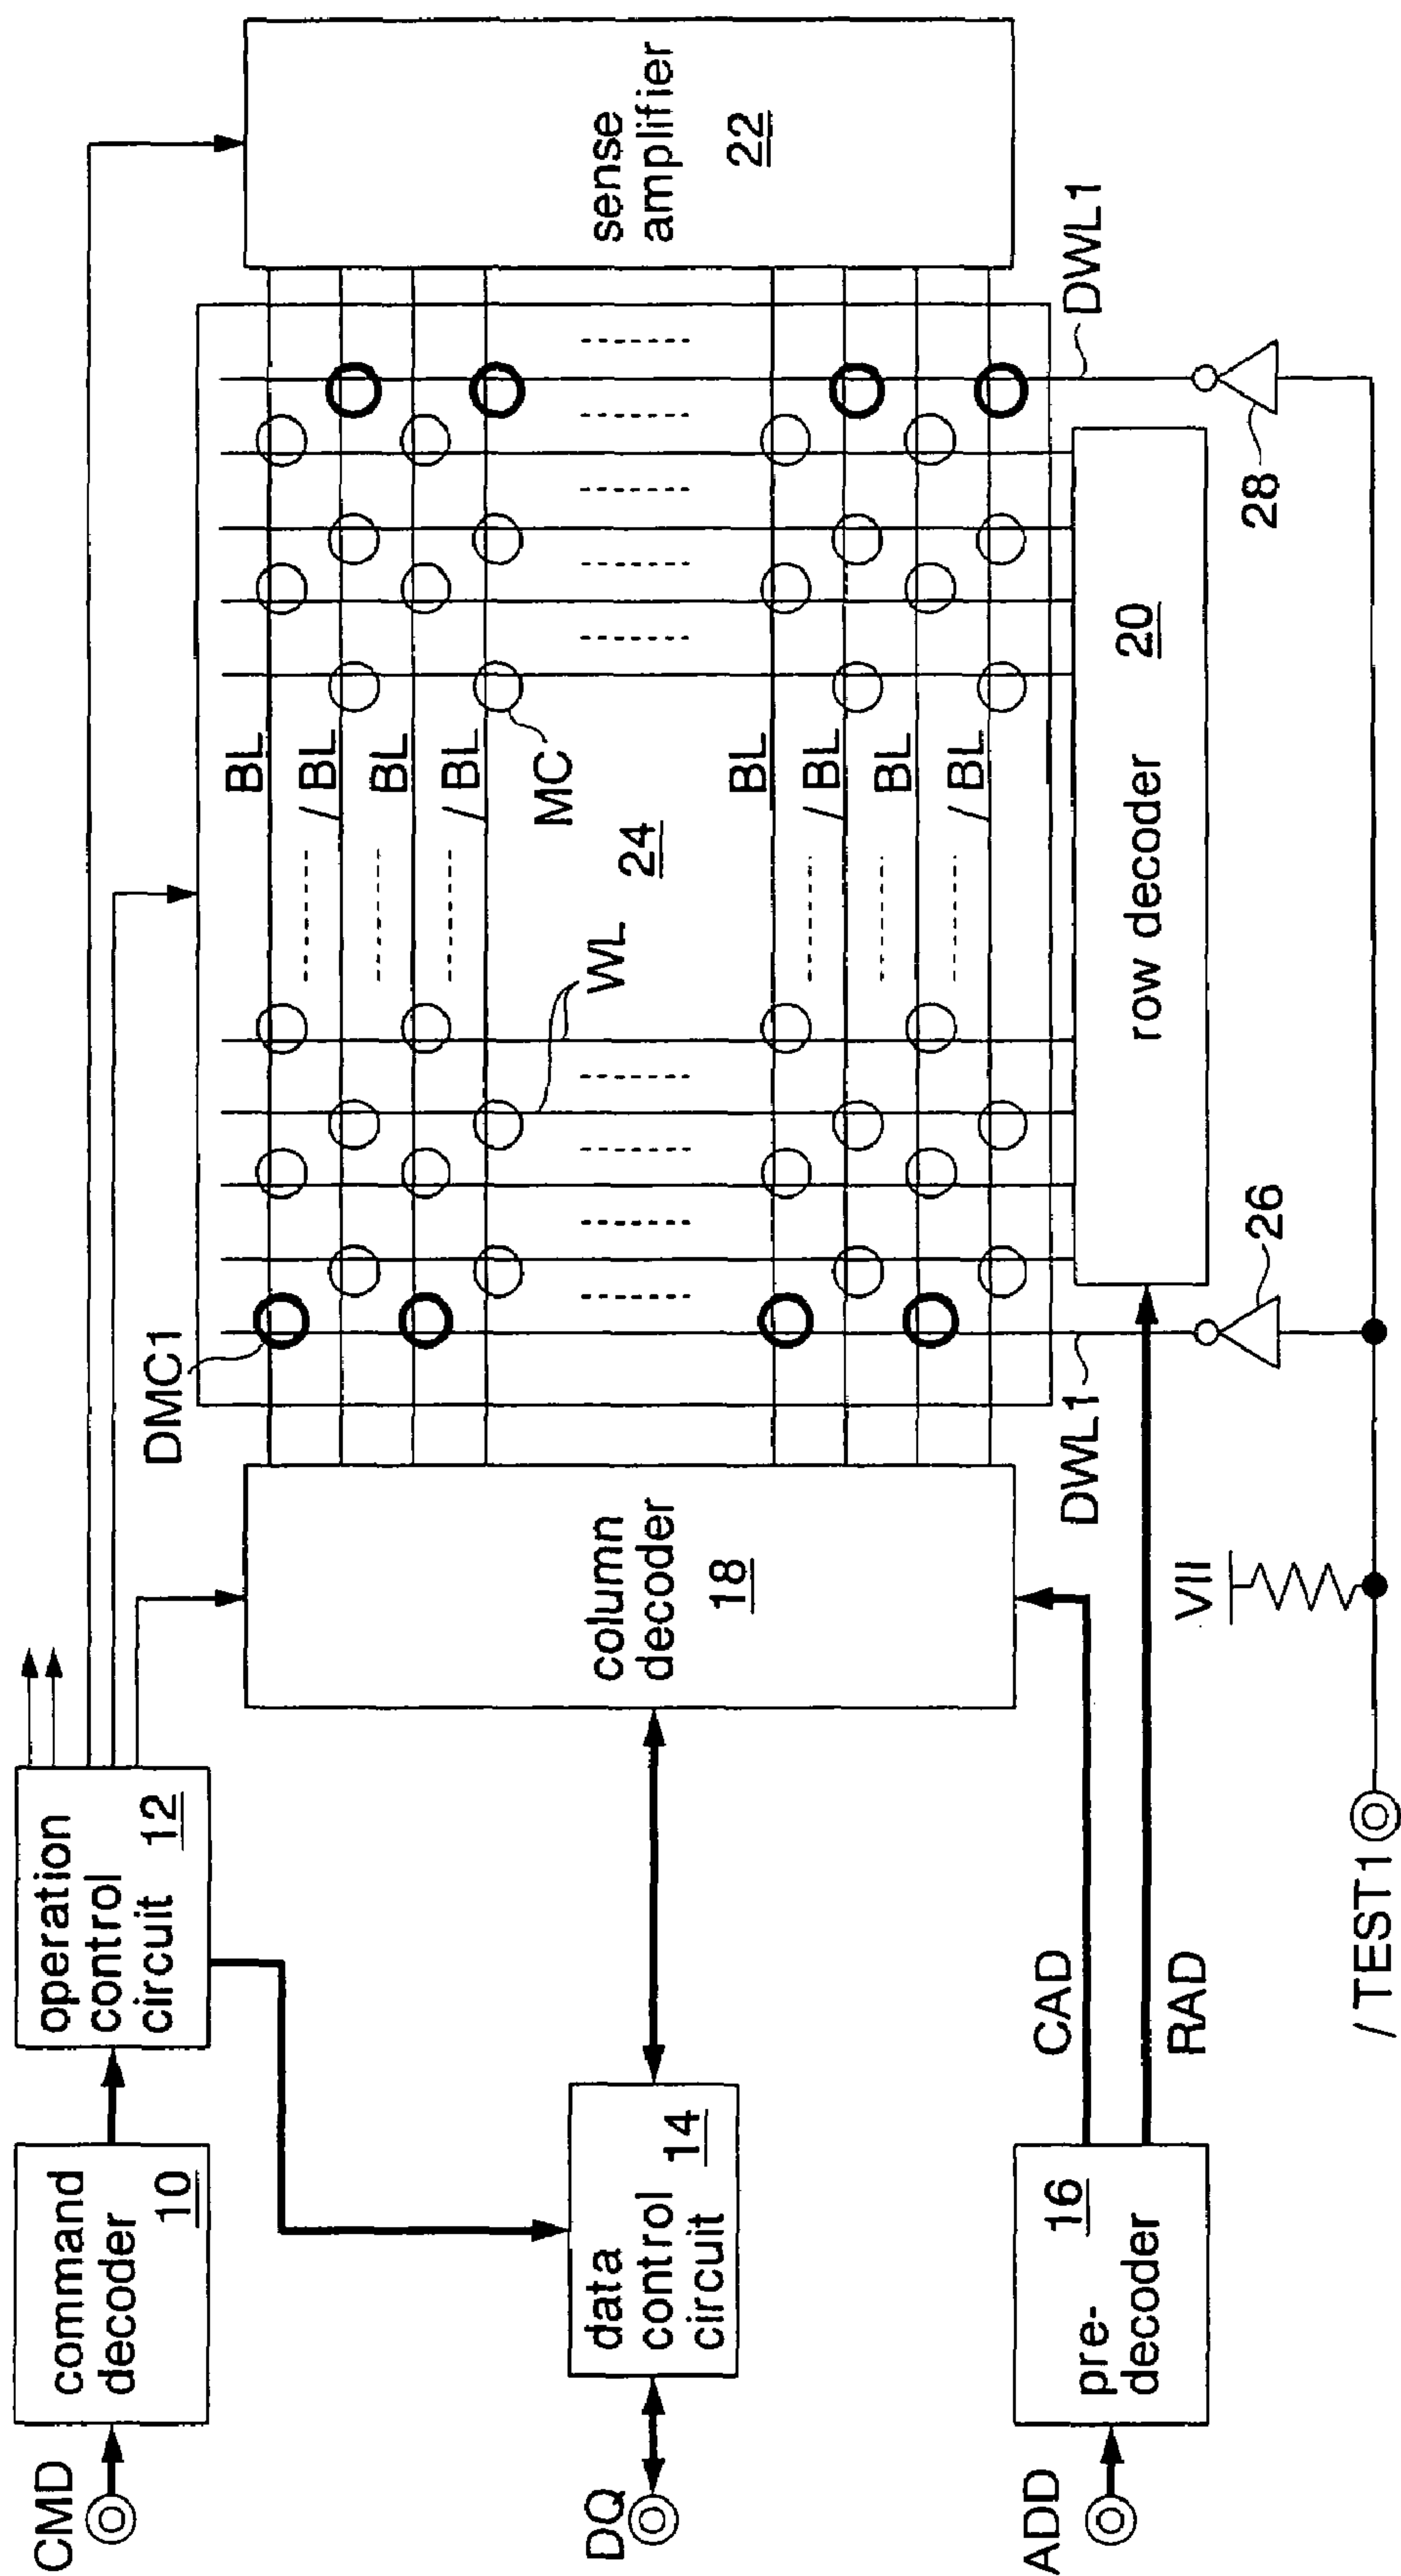 CMD
command
decoder
10
operation
control
circuit
12
DQ
data
control
circuit
14
ADD
pre-
decoder
16
CAD
RAD
column
decoder
18
DMC1
BL
/ BL
BL
/ BL
MC
WL
24
BL
/ BL
BL
/ BL
sense
amplifier
22
row decoder
20
DWL1
DWL1
26
28
VII
/ TEST1